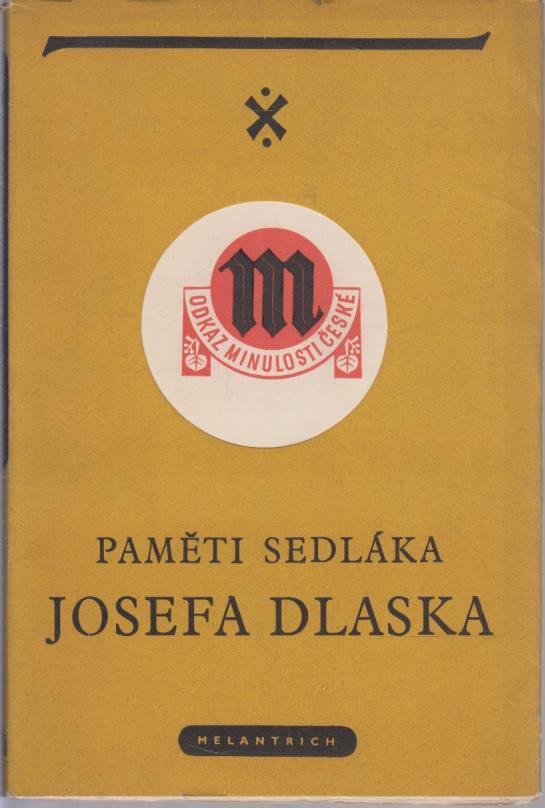 m
ODKAZ MINULOSTI ČESKÉ
PAMĚTI SEDLÁKA
JOSEFA DLASKA
MELANTRICH